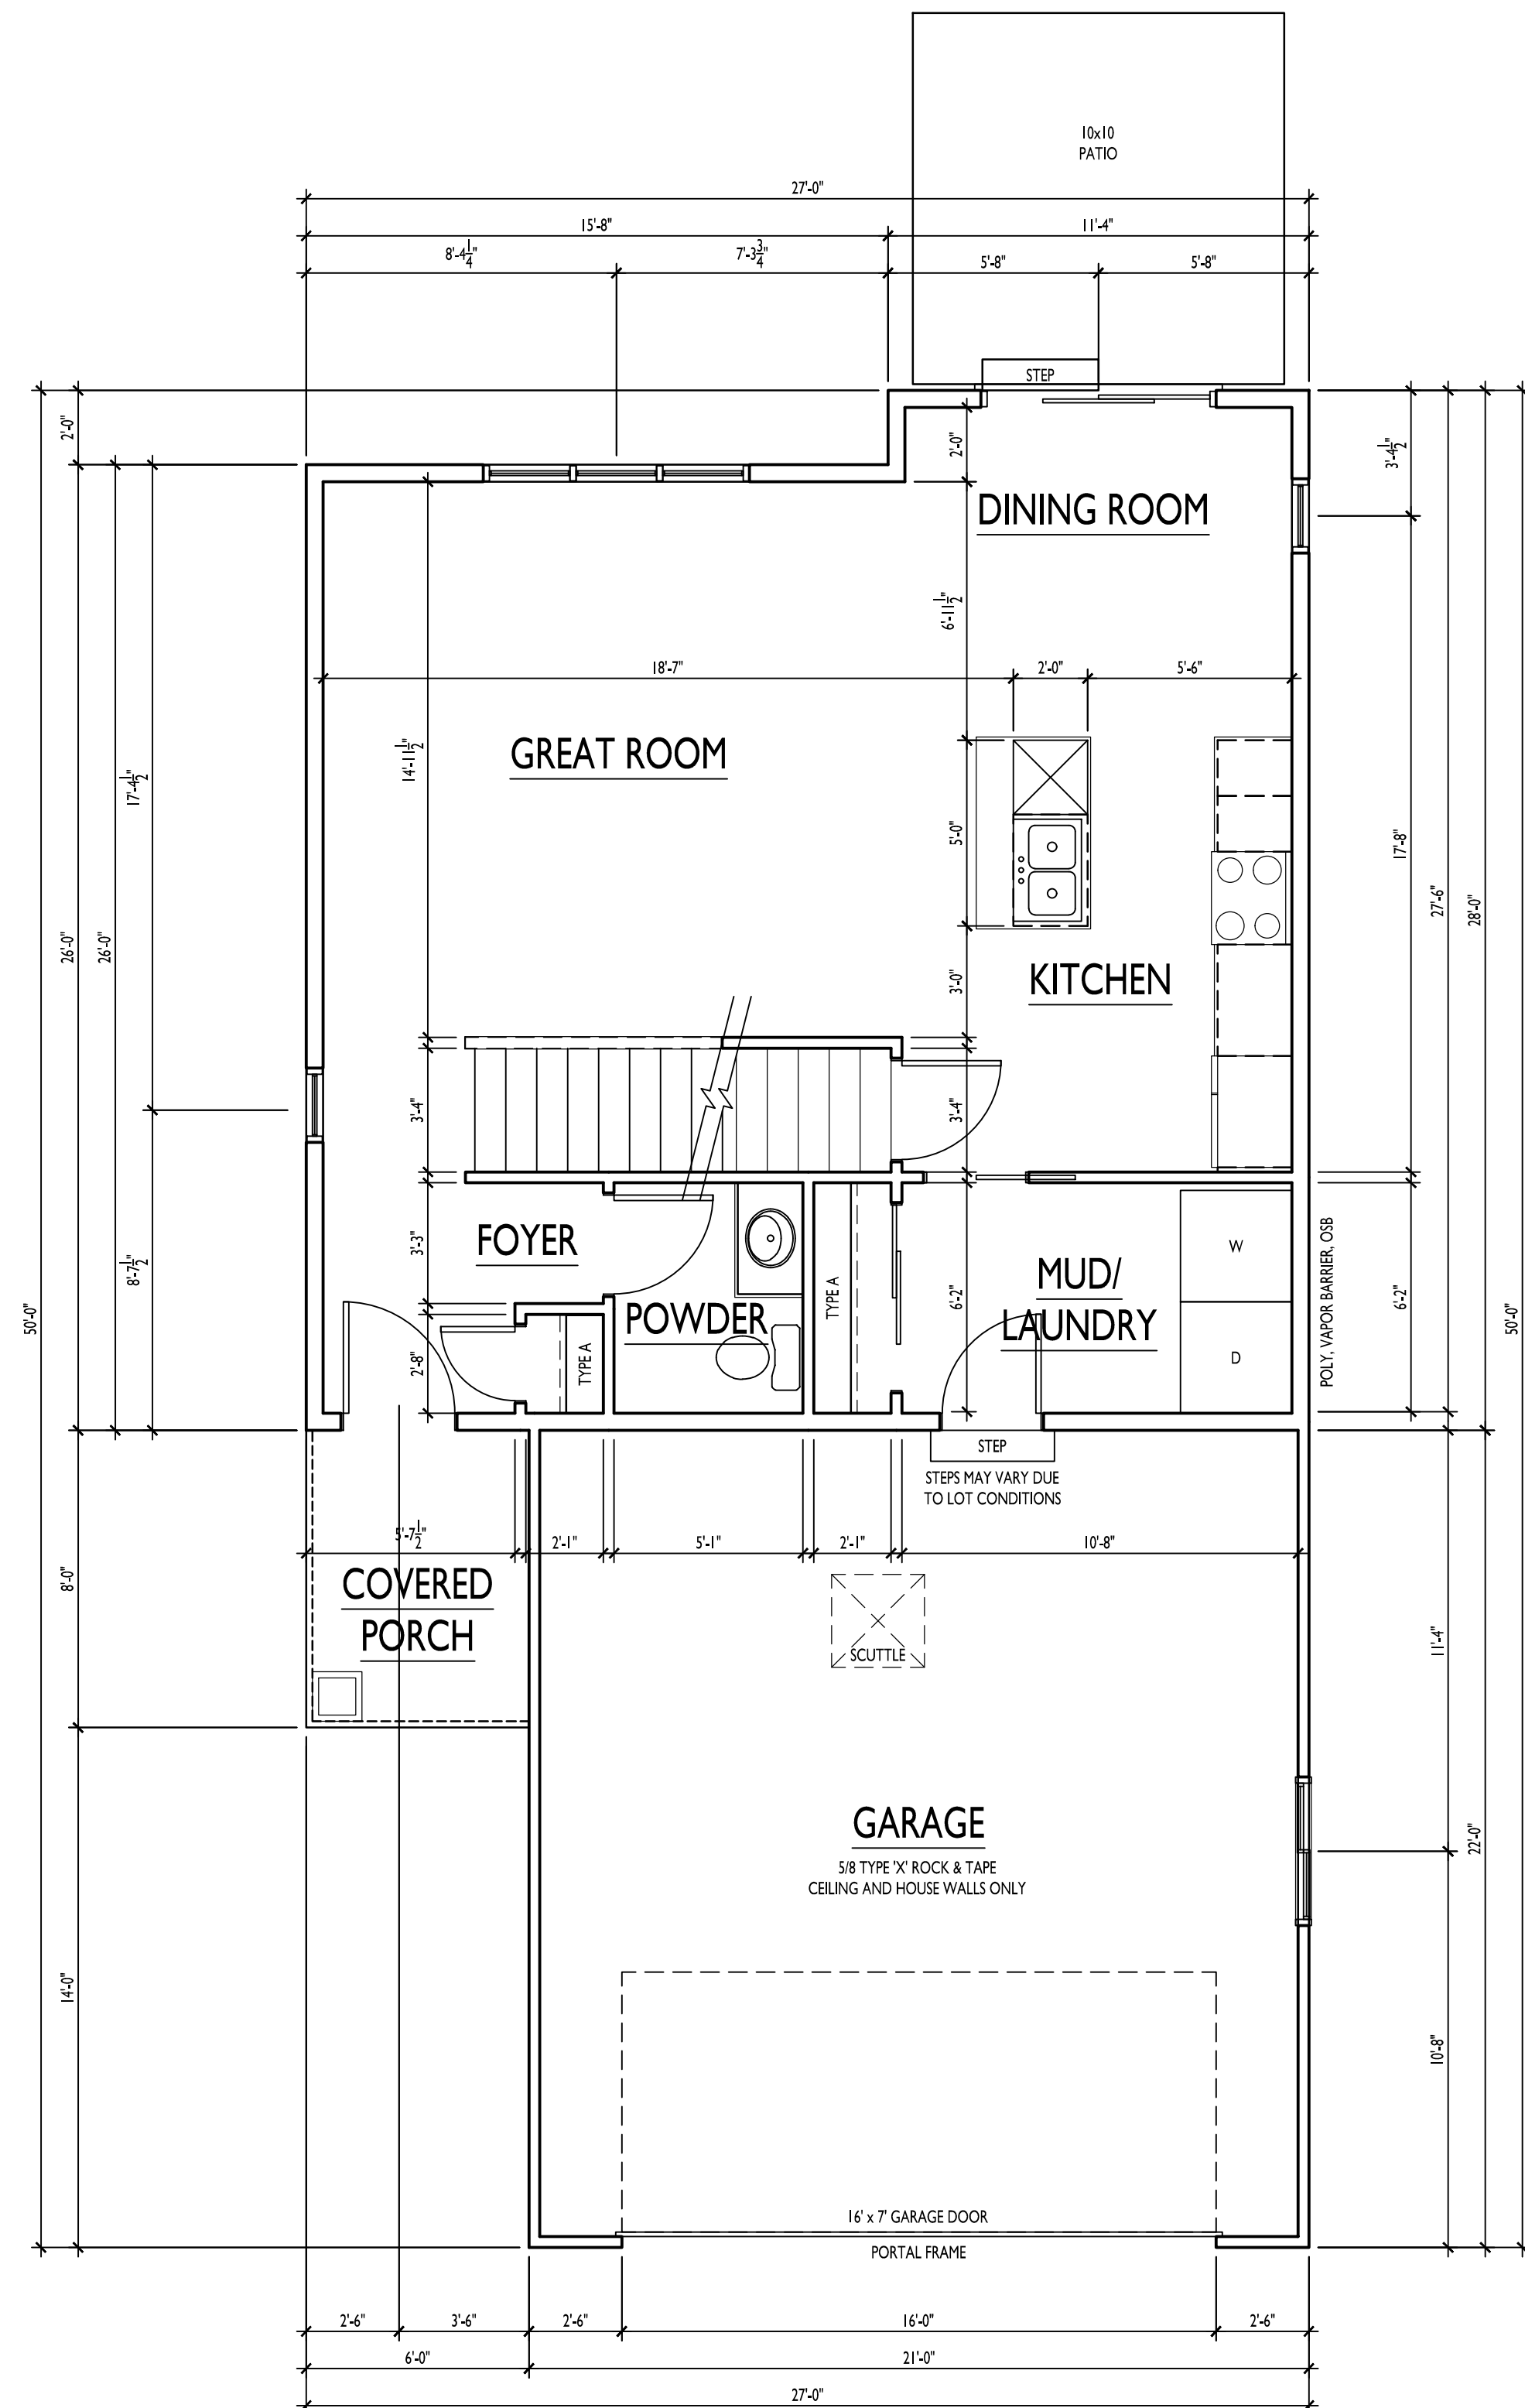 10x10
PATIO
27'-0"
15'-8"
11'-4"
8'-4 1/4"
7'-3 3/4"
5'-8"
5'-8"
STEP
2'-0"
2'-0"
3'-4 1/2"
DINING ROOM
6'-11 1/2"
18'-7"
2'-0"
5'-6"
GREAT ROOM
14'-11 1/2"
17'-4 1/2"
5'-0"
17'-8"
27'-6"
28'-0"
26'-0"
26'-0"
3'-0"
KITCHEN
3'-4"
3'-4"
FOYER
3'-3"
8'-7 1/2"
50'-0"
POWDER
TYPE A
TYPE A
2'-8"
6'-2"
MUD/
LAUNDRY
W
D
POLY, VAPOR BARRIER, OSB
6'-2"
50'-0"
STEP
STEPS MAY VARY DUE
TO LOT CONDITIONS
5'-7 1/2"
2'-1"
5'-1"
2'-1"
10'-8"
8'-0"
COVERED
PORCH
SCUTTLE
11'-4"
GARAGE
5/8 TYPE 'X' ROCK & TAPE
CEILING AND HOUSE WALLS ONLY
22'-0"
14'-0"
10'-8"
16' x 7' GARAGE DOOR
PORTAL FRAME
2'-6"
3'-6"
2'-6"
16'-0"
2'-6"
6'-0"
21'-0"
27'-0"